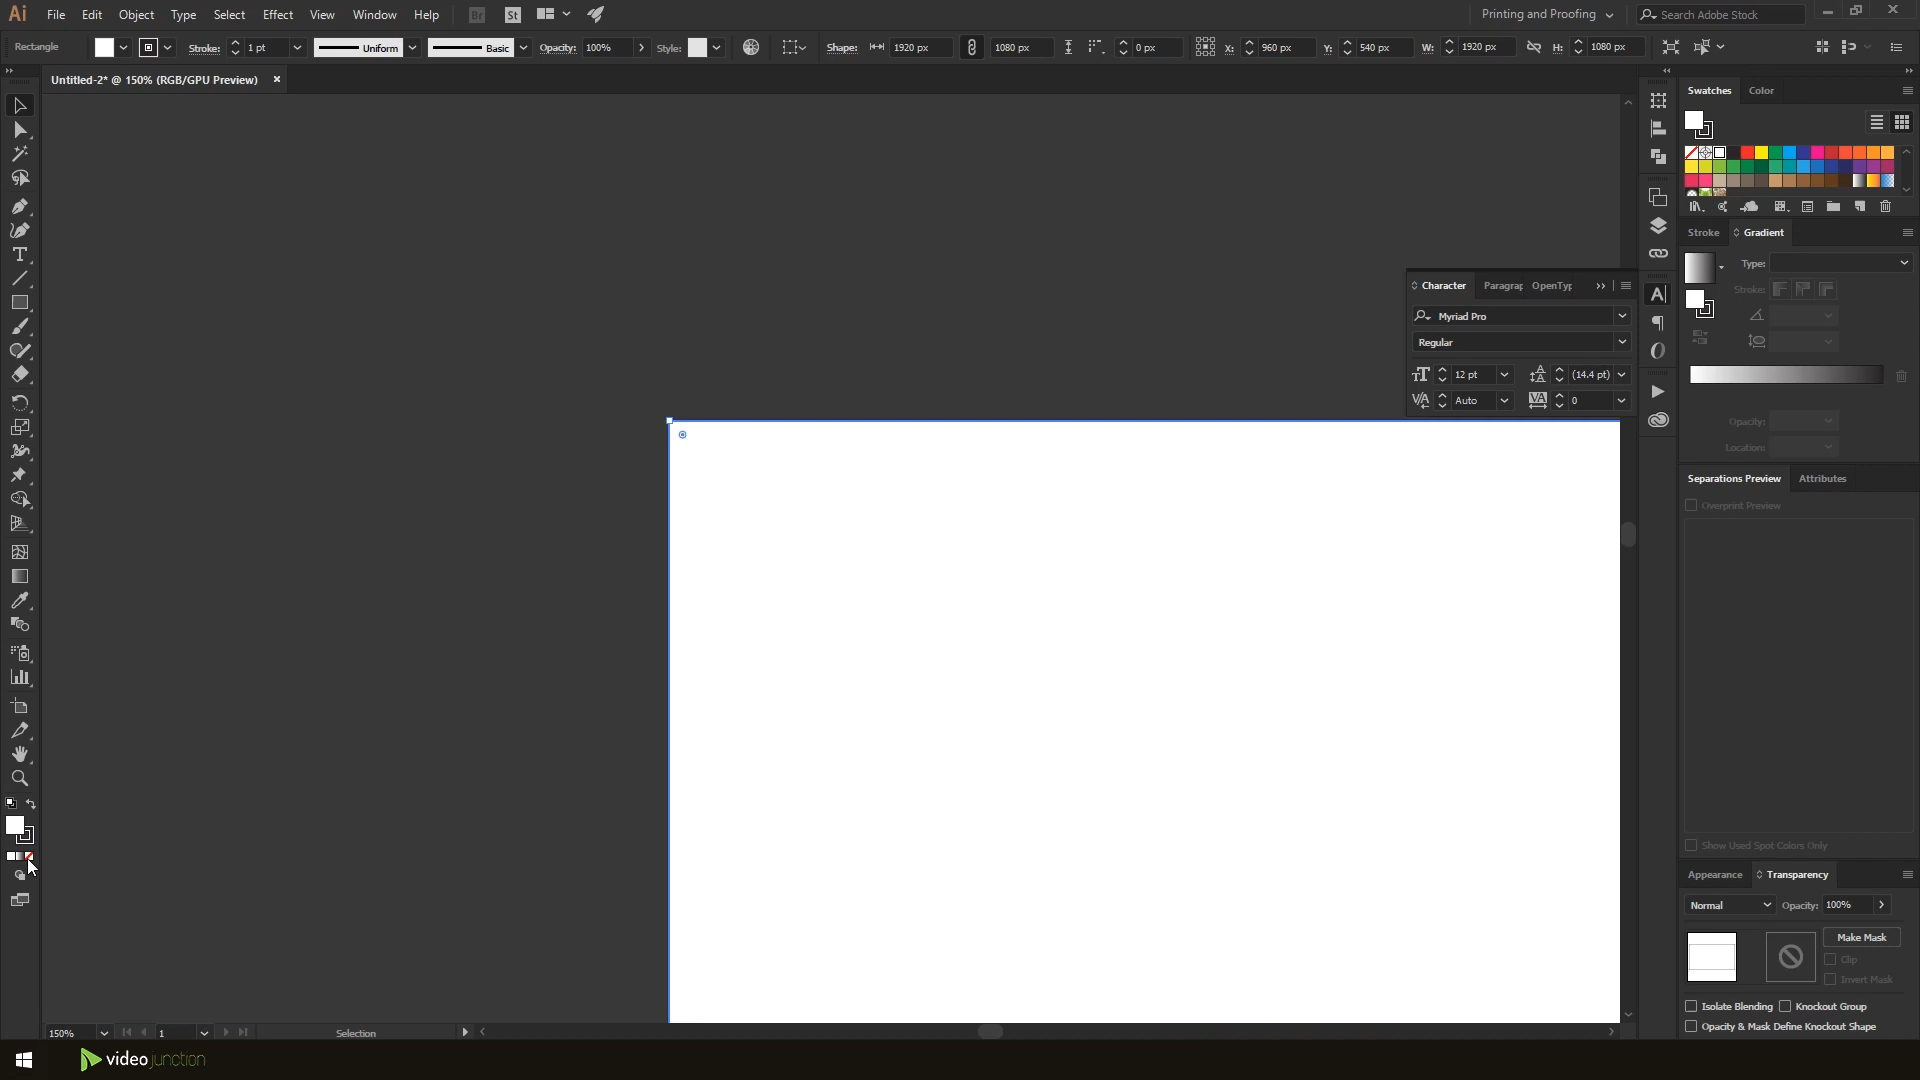 Ai File Edit Object Type Select Effect View Window Help Br St Printing and Proofing Search Adobe Stock
Rectangle Stroke: 1 pt Uniform Basic Opacity: 100% Style: Shape: 1920 px 1080 px 0 px X: 960 px Y: 540 px W: 1920 px H: 1080 px
Untitled-2* @ 150% (RGB/GPU Preview)
Swatches Color
Stroke Gradient
Type:
Stroke:
Character Paragrap OpenTyp
Myriad Pro
Regular
12 pt (14.4 pt)
Auto 0
Opacity:
Location:
Separations Preview Attributes
Overprint Preview
Show Used Spot Colors Only
Appearance Transparency
Normal Opacity: 100%
Make Mask
Clip
Invert Mask
Isolate Blending Knockout Group
Opacity & Mask Define Knockout Shape
150% 1 Selection
video junction